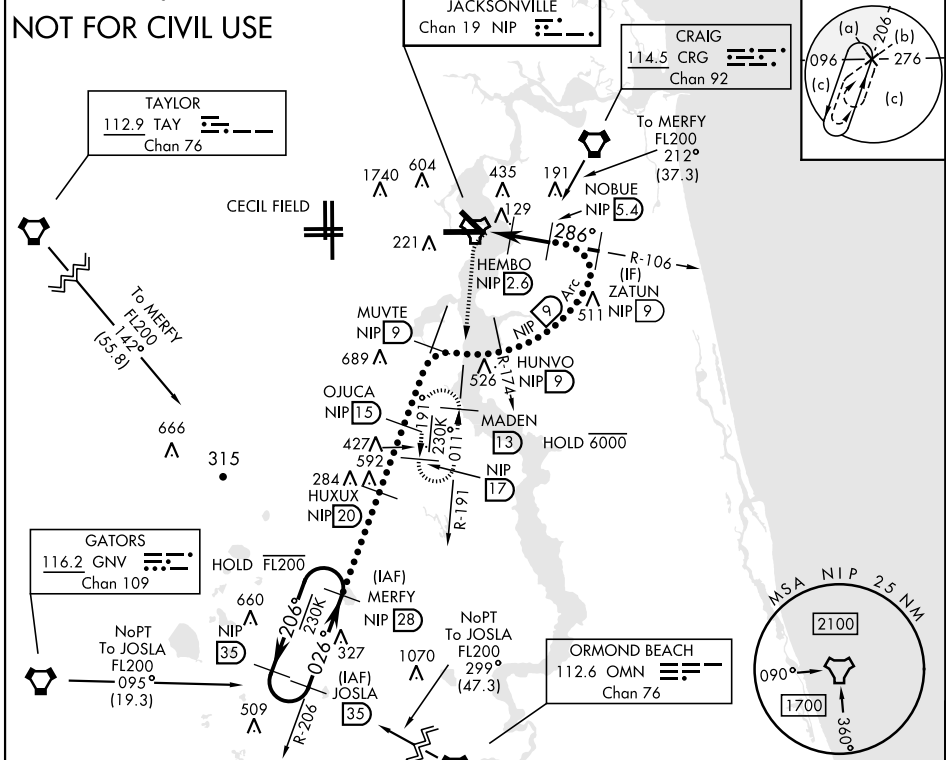 NOT FOR CIVIL USE
JACKSONVILLE
Chan 19 NIP
CRAIG
114.5 CRG
Chan 92
(a)
206
(b)
096
276
(c)
(c)
TAYLOR
112.9 TAY
Chan 76
To MERFY
FL200
212°
(37.3)
1740
604
435
191
NOBUE
NIP 5.4
129
CECIL FIELD
221
286°
R-106
(IF)
ZATUN
NIP 9
HEMBO
NIP 2.6
To MERFY
FL200
142°
(55.8)
MUVTE
NIP 9
NIP 9 Arc
511
689
526
HUNVO
NIP 9
R-174
OJUCA
NIP 15
191°
230K
011°
MADEN
13
HOLD 6000
666
427
592
315
284
NIP
17
HUXUX
NIP 20
R-191
GATORS
116.2 GNV
Chan 109
HOLD FL200
(IAF)
MERFY
NIP 28
206°
230K
026°
660
NIP
35
327
NoPT
To JOSLA
FL200
095°
(19.3)
1070
NoPT
To JOSLA
FL200
299°
(47.3)
(IAF)
JOSLA
35
509
R-206
ORMOND BEACH
112.6 OMN
Chan 76
MSA NIP 25 NM
2100
090°
1700
360°